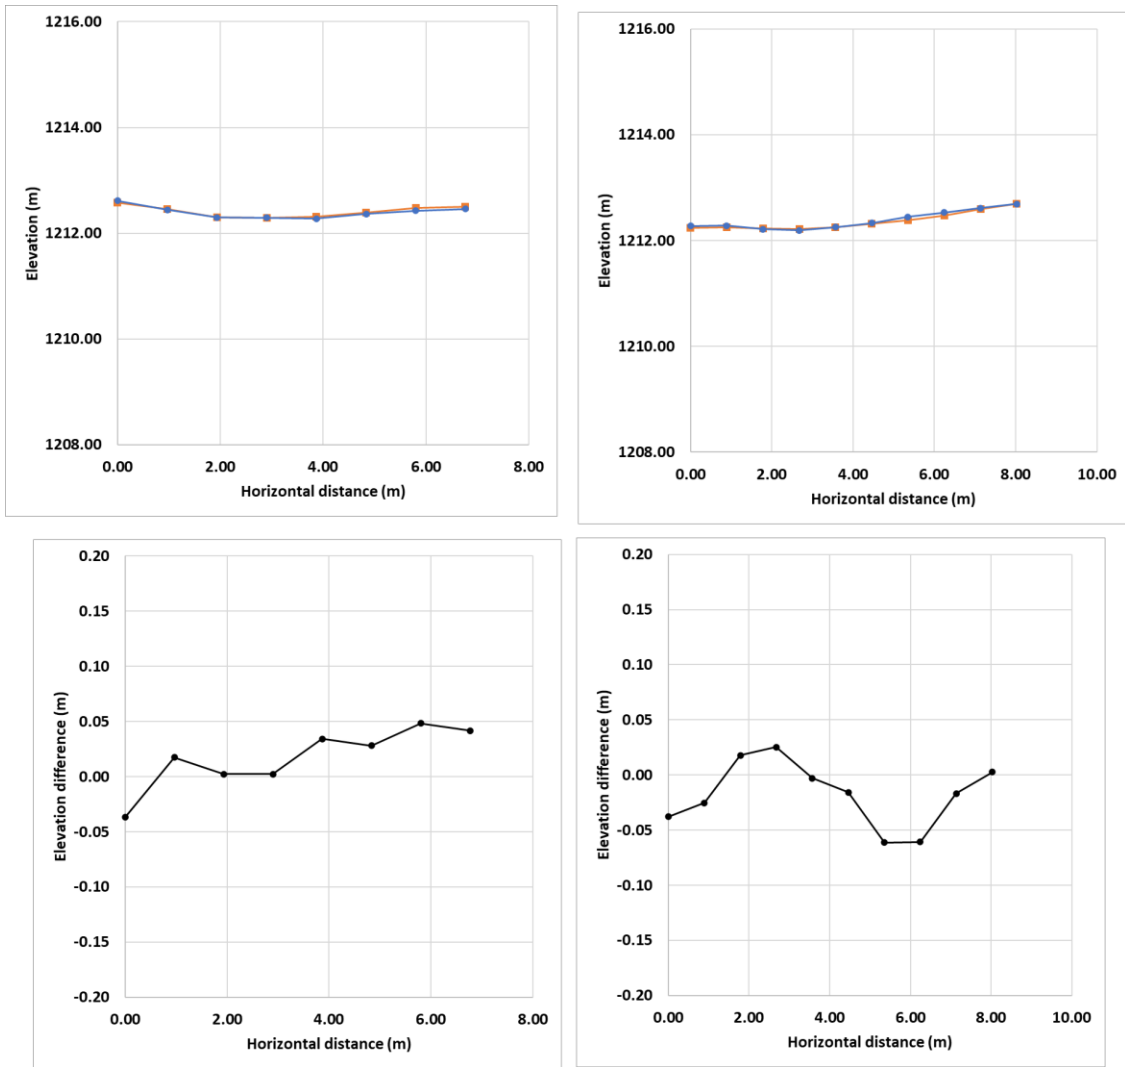 1216.00
1214.00
1212.00
1210.00
1208.00
Elevation (m)
0.00 2.00 4.00 6.00 8.00
Horizontal distance (m)
1216.00
1214.00
1212.00
1210.00
1208.00
Elevation (m)
0.00 2.00 4.00 6.00 8.00 10.00
Horizontal distance (m)
0.20
0.15
0.10
0.05
0.00
-0.05
-0.10
-0.15
-0.20
Elevation difference (m)
0.00 2.00 4.00 6.00 8.00
Horizontal distance (m)
0.20
0.15
0.10
0.05
0.00
-0.05
-0.10
-0.15
-0.20
Elevation difference (m)
0.00 2.00 4.00 6.00 8.00 10.00
Horizontal distance (m)